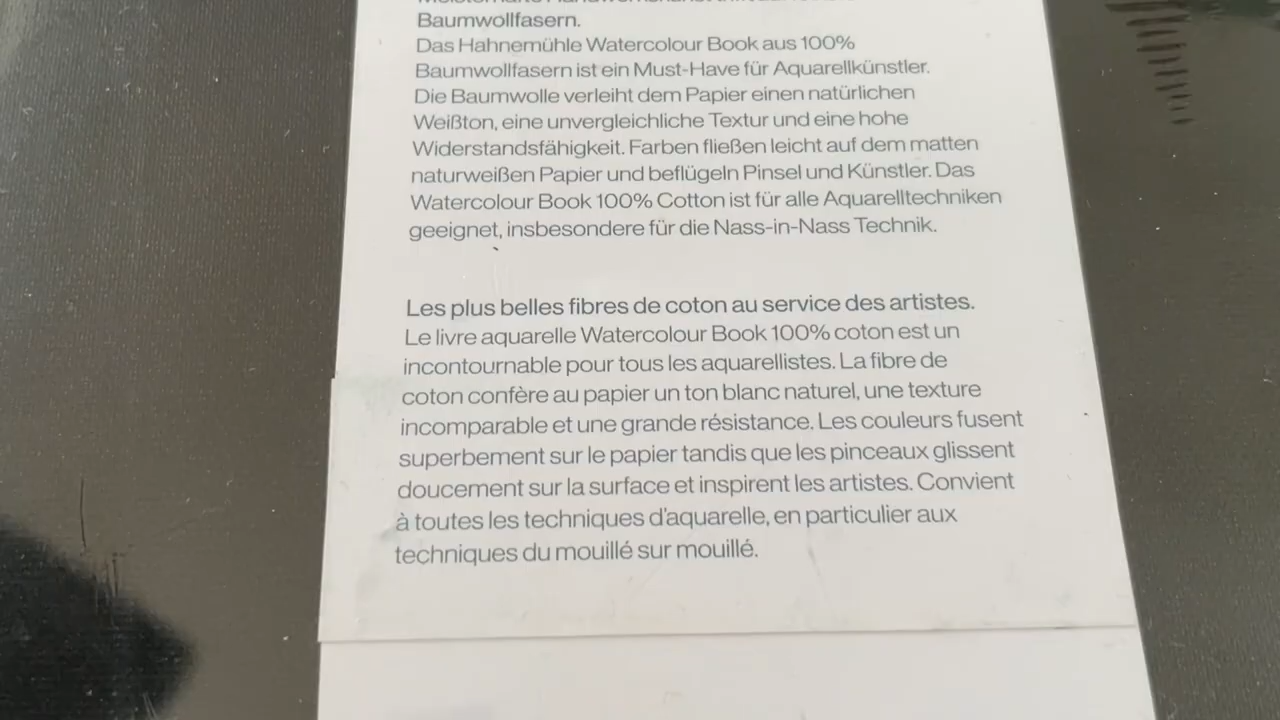 Baumwollfasern.
Das Hahnemühle Watercolour Book aus 100%
Baumwollfasern ist ein Must-Have für Aquarellkünstler.
Die Baumwolle verleiht dem Papier einen natürlichen
Weißton, eine unvergleichliche Textur und eine hohe
Widerstandsfähigkeit. Farben fließen leicht auf dem matten
naturweißen Papier und beflügeln Pinsel und Künstler. Das
Watercolour Book 100% Cotton ist für alle Aquarelltechniken
geeignet, insbesondere für die Nass-in-Nass Technik.
Les plus belles fibres de coton au service des artistes.
Le livre aquarelle Watercolour Book 100% coton est un
incontournable pour tous les aquarellistes. La fibre de
coton confère au papier un ton blanc naturel, une texture
incomparable et une grande résistance. Les couleurs fusent
superbement sur le papier tandis que les pinceaux glissent
doucement sur la surface et inspirent les artistes. Convient
à toutes les techniques d'aquarelle, en particulier aux
techniques du mouillé sur mouillé.